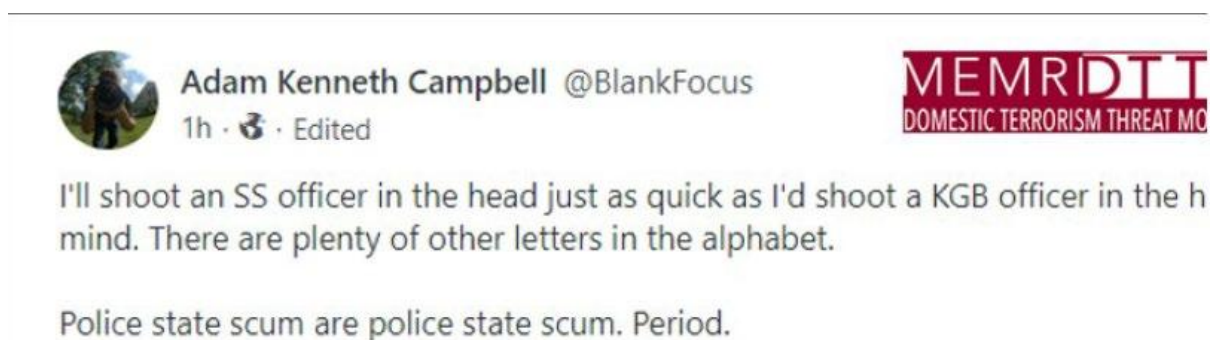 Adam Kenneth Campbell @BlankFocus
1h · Edited
MEMRI DTT
DOMESTIC TERRORISM THREAT MO
I'll shoot an SS officer in the head just as quick as I'd shoot a KGB officer in the h
mind. There are plenty of other letters in the alphabet.
Police state scum are police state scum. Period.